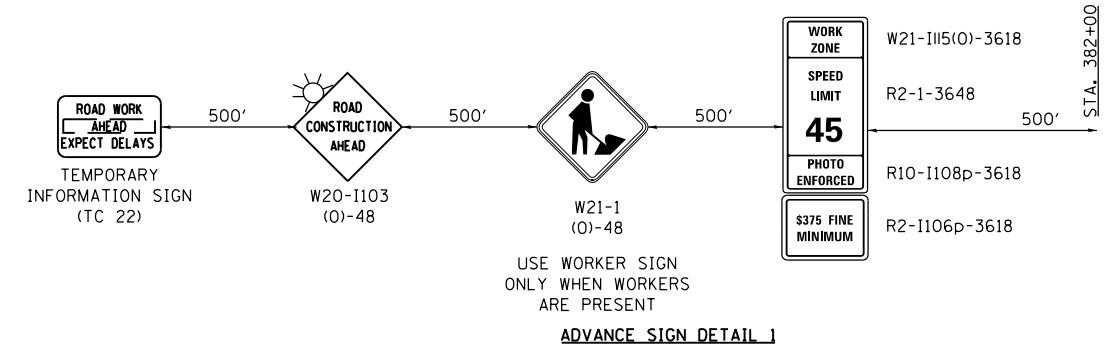 ROAD WORK
AHEAD
EXPECT DELAYS
TEMPORARY
INFORMATION SIGN
(TC 22)
500'
ROAD
CONSTRUCTION
AHEAD
W20-I103
(O)-48
500'
W21-1
(O)-48
USE WORKER SIGN
ONLY WHEN WORKERS
ARE PRESENT
500'
WORK
ZONE
SPEED
LIMIT
45
PHOTO
ENFORCED
$375 FINE
MINIMUM
W21-I115(O)-3618
R2-1-3648
R10-I108p-3618
R2-I106p-3618
500'
STA. 382+00
ADVANCE SIGN DETAIL 1